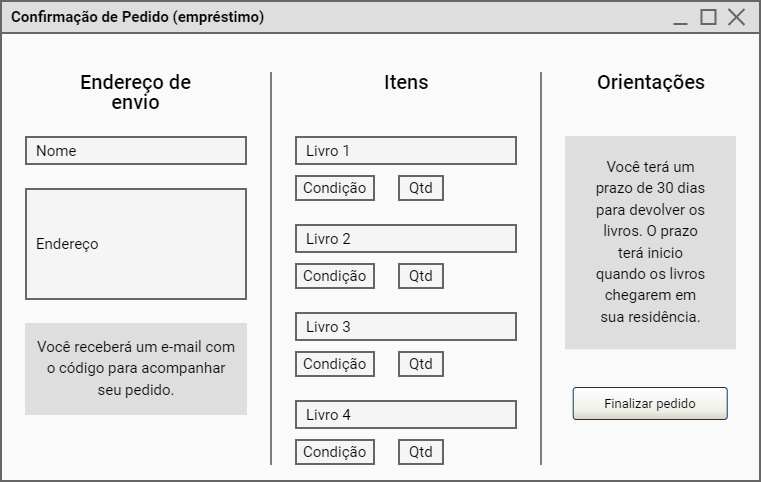 Confirmação de Pedido (empréstimo)
Endereço de
envio
Nome
Endereço
Você receberá um e-mail com
o código para acompanhar
seu pedido.
Itens
Livro 1
Condição Qtd
Livro 2
Condição Qtd
Livro 3
Condição Qtd
Livro 4
Condição Qtd
Orientações
Você terá um
prazo de 30 dias
para devolver os
livros. O prazo
terá inicio
quando os livros
chegarem em
sua residência.
Finalizar pedido